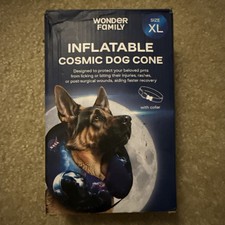 WONDER
FAMILY
SIZE
XL
INFLATABLE
COSMIC DOG CONE
Designed to protect your beloved pets
from licking or biting their injuries, rashes,
or post-surgical wounds, aiding faster recovery
with collar